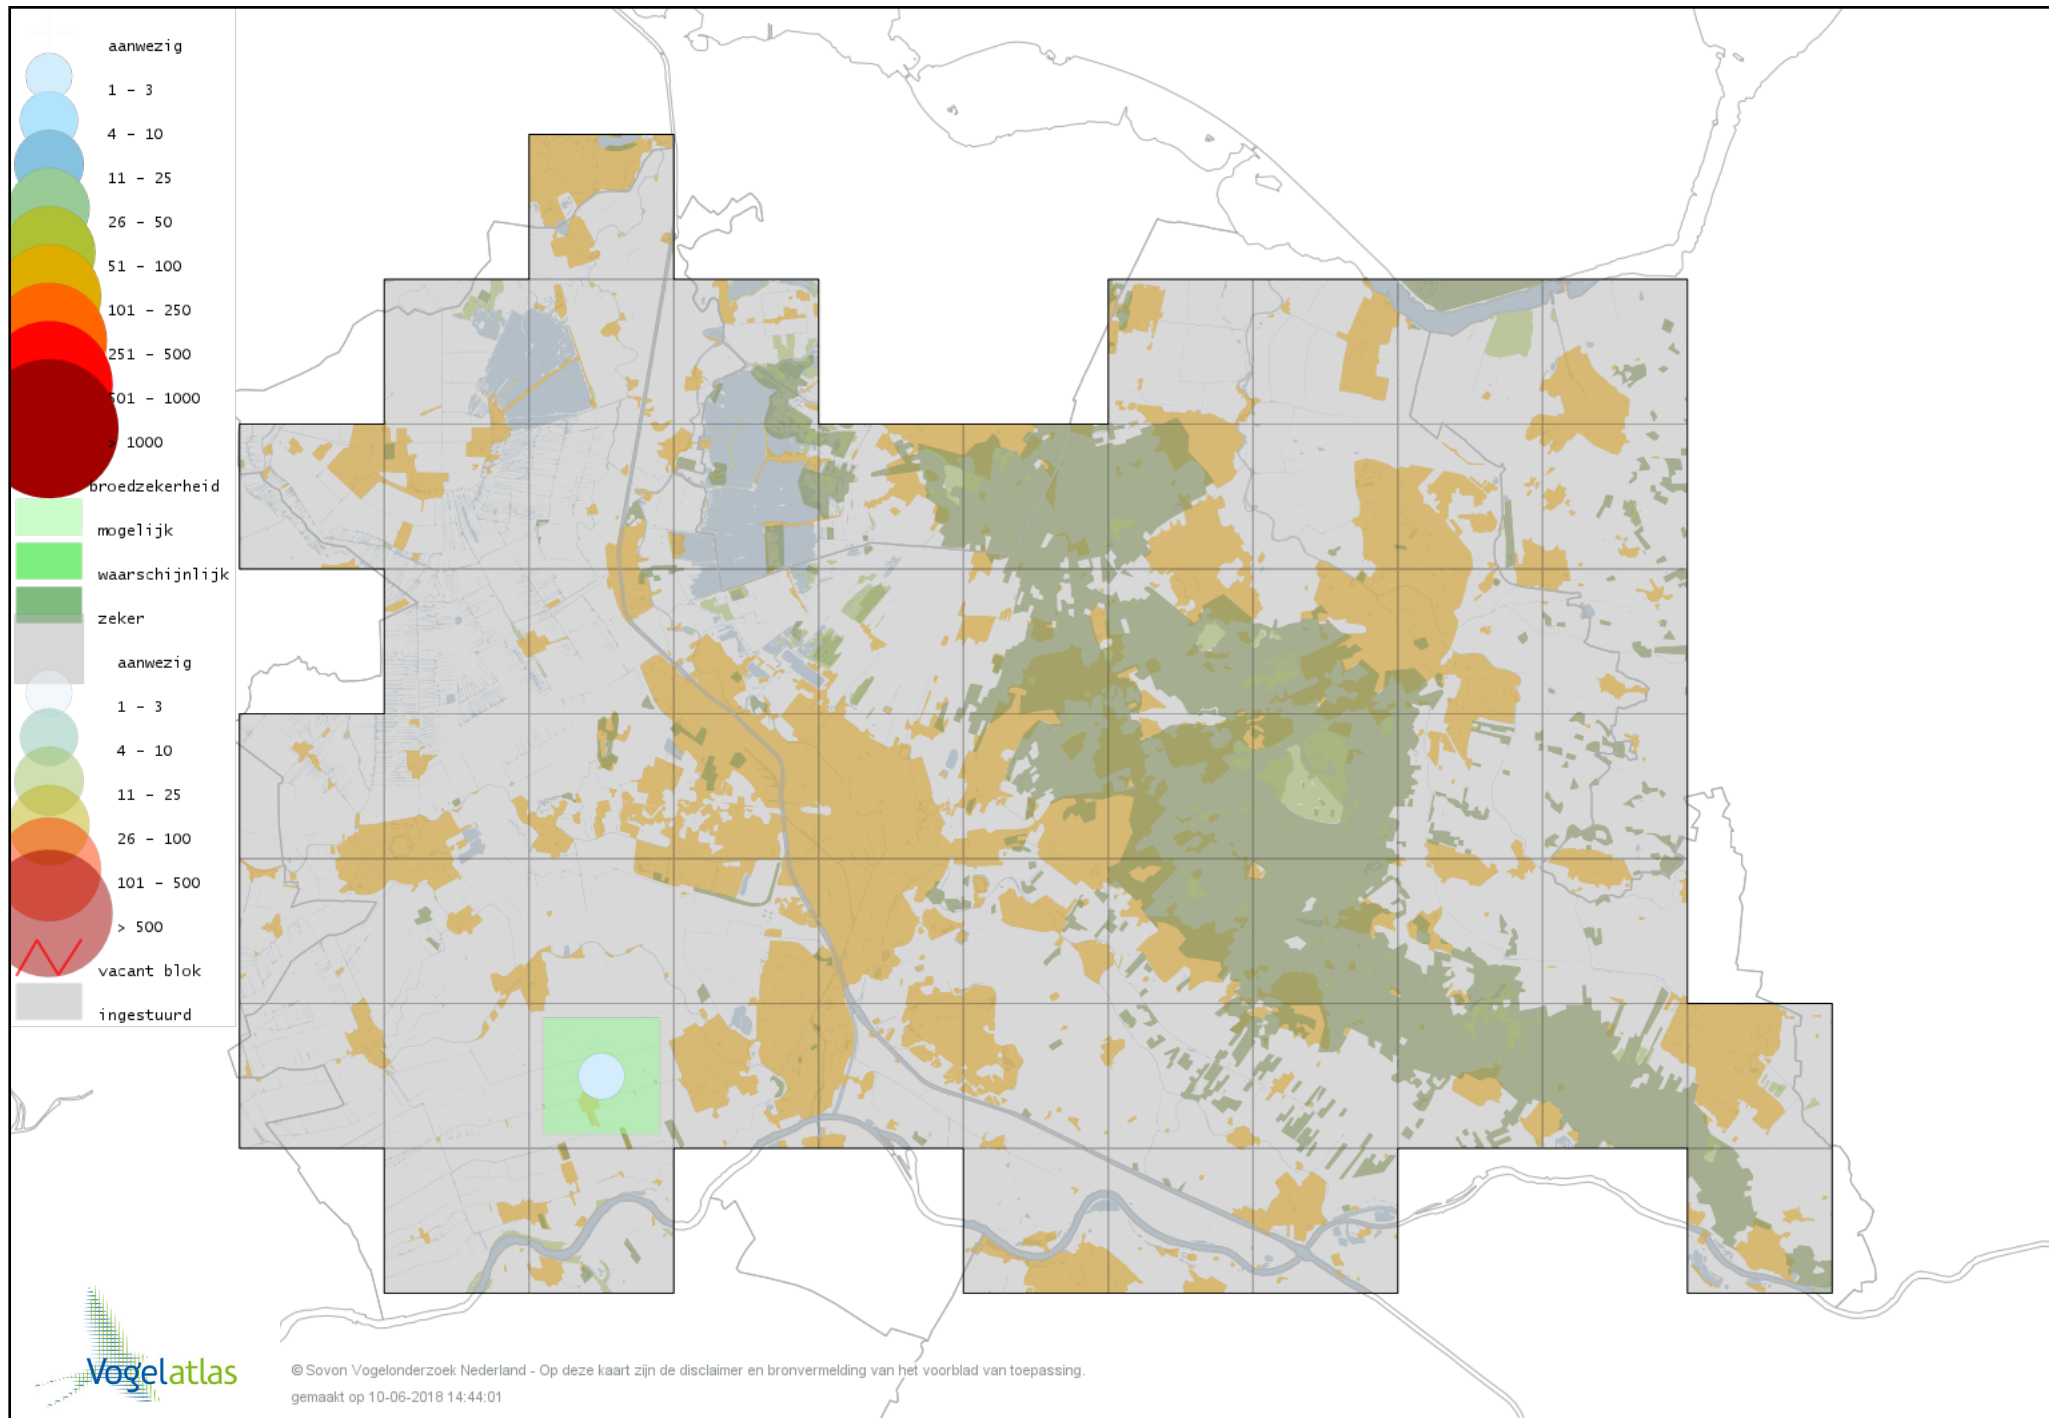 aanwezig
1 - 3
4 - 10
11 - 25
26 - 50
51 - 100
101 - 250
251 - 500
501 - 1000
> 1000
broedzekerheid
mogelijk
waarschijnlijk
zeker
aanwezig
1 - 3
4 - 10
11 - 25
26 - 100
101 - 500
> 500
vacant blok
ingestuurd
Vogelatlas
© Sovon Vogelonderzoek Nederland - Op deze kaart zijn de disclaimer en bronvermelding van het voorblad van toepassing.
gemaakt op 10-06-2018 14:44:01